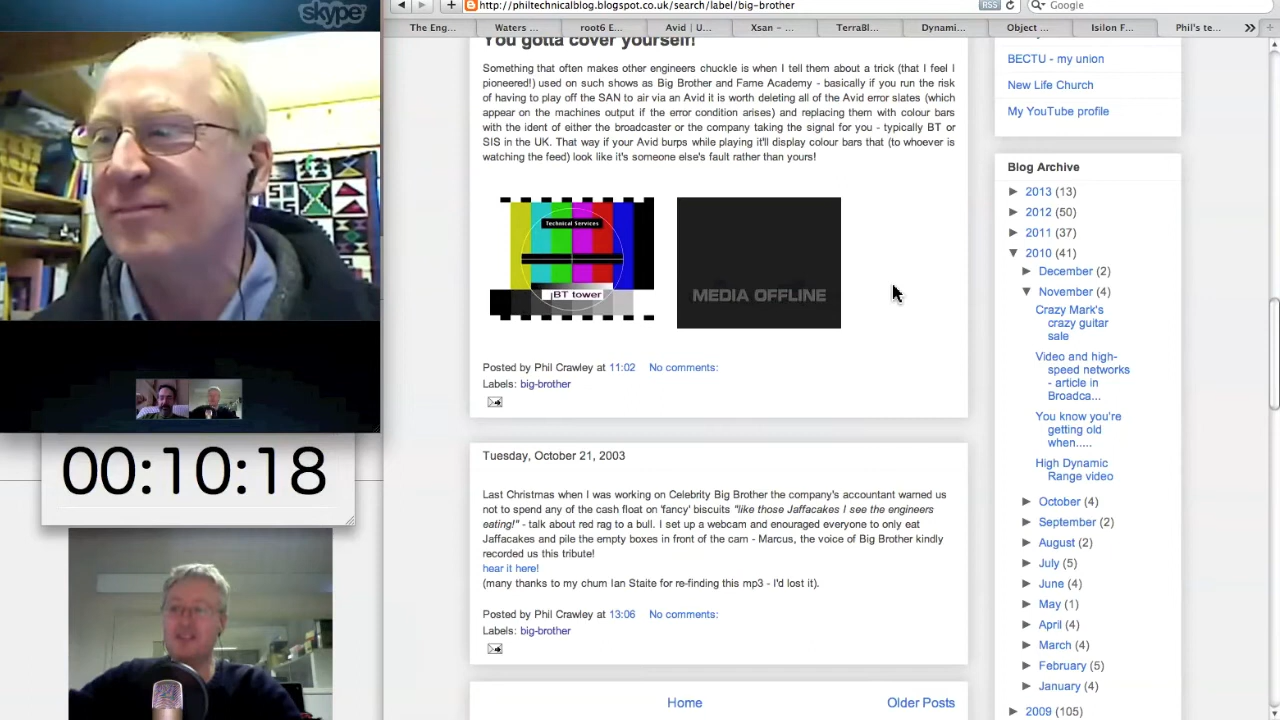 skype
http://philtechnicalblog.blogspot.co.uk/search/label/big-brother
RSS
Google
The Eng...
Waters ...
root6 E...
Avid | U...
Xsan – ...
TerraBl...
Dynami...
Object ...
Isilon F...
Phil's te...
You gotta cover yourself!
Something that often makes other engineers chuckle is when I tell them about a trick (that I feel I
pioneered!) used on such shows as Big Brother and Fame Academy - basically if you run the risk
of having to play off the SAN to air via an Avid it is worth deleting all of the Avid error slates (which
appear on the machines output if the error condition arises) and replacing them with colour bars
with the ident of either the broadcaster or the company taking the signal for you - typically BT or
SIS in the UK. That way if your Avid burps while playing it'll display colour bars that (to whoever is
watching the feed) look like it's someone else's fault rather than yours!
Technical Services
BT tower
MEDIA OFFLINE
Posted by Phil Crawley at 11:02 No comments:
Labels: big-brother
Tuesday, October 21, 2003
Last Christmas when I was working on Celebrity Big Brother the company's accountant warned us
not to spend any of the cash float on 'fancy' biscuits "like those Jaffacakes I see the engineers
eating!" - talk about red rag to a bull. I set up a webcam and enouraged everyone to only eat
Jaffacakes and pile the empty boxes in front of the cam - Marcus, the voice of Big Brother kindly
recorded us this tribute!
hear it here!
(many thanks to my chum Ian Staite for re-finding this mp3 - I'd lost it).
Posted by Phil Crawley at 13:06 No comments:
Labels: big-brother
Home
Older Posts
BECTU - my union
New Life Church
My YouTube profile
Blog Archive
► 2013 (13)
► 2012 (50)
► 2011 (37)
▼ 2010 (41)
► December (2)
▼ November (4)
Crazy Mark's
crazy guitar
sale
Video and high-
speed networks
- article in
Broadca...
You know you're
getting old
when.....
High Dynamic
Range video
► October (4)
► September (2)
► August (2)
► July (5)
► June (4)
► May (1)
► April (4)
► March (4)
► February (5)
► January (4)
► 2009 (105)
00:10:18